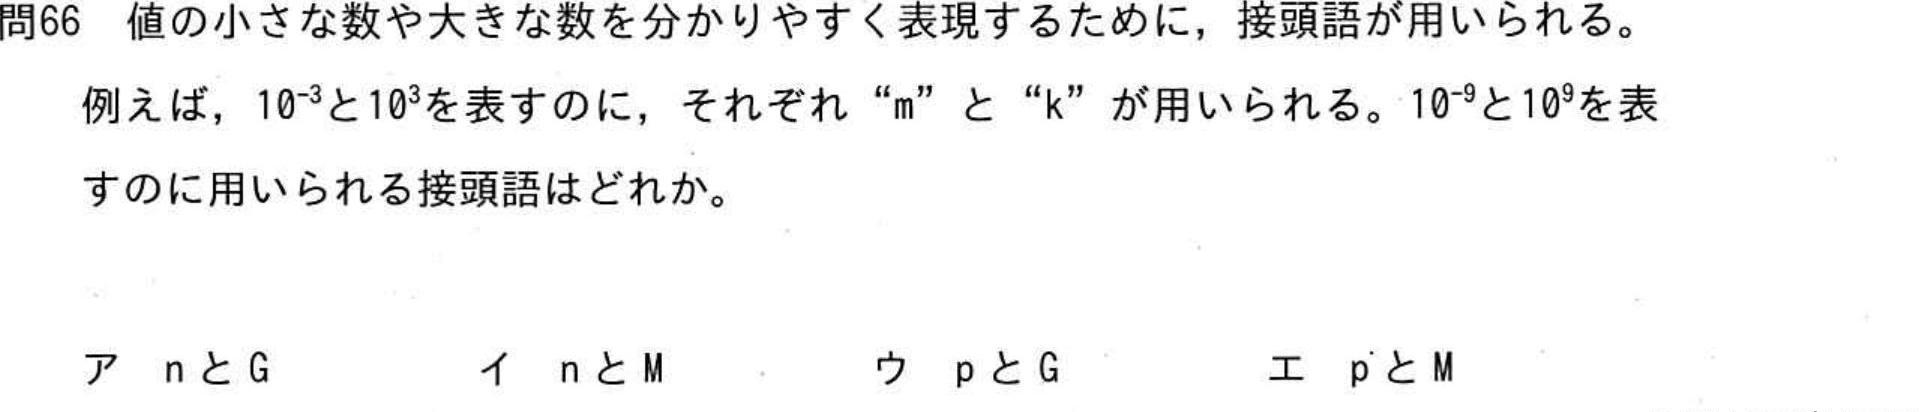 問66　値の小さな数や大きな数を分かりやすく表現するために，接頭語が用いられる。
例えば，10⁻³と10³を表すのに，それぞれ“m”と“k”が用いられる。10⁻⁹と10⁹を表
すのに用いられる接頭語はどれか。
ア　nとG　　イ　nとM　　ウ　pとG　　エ　pとM